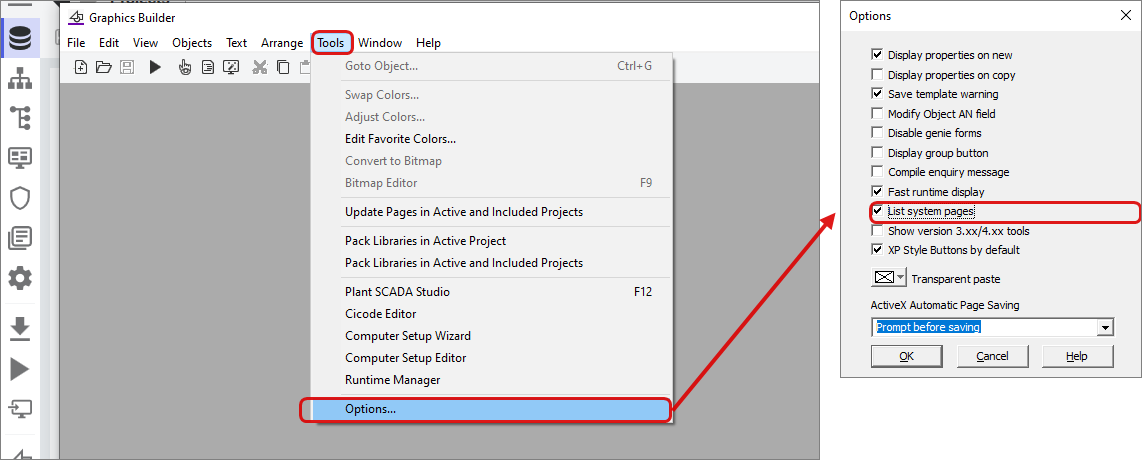 Projects
Graphics Builder
File Edit View Objects Text Arrange Tools Window Help
Goto Object... Ctrl+G
Swap Colors...
Adjust Colors...
Edit Favorite Colors...
Convert to Bitmap
Bitmap Editor F9
Update Pages in Active and Included Projects
Pack Libraries in Active Project
Pack Libraries in Active and Included Projects
Plant SCADA Studio F12
Cicode Editor
Computer Setup Wizard
Computer Setup Editor
Runtime Manager
Options...
Options
Display properties on new
Display properties on copy
Save template warning
Modify Object AN field
Disable genie forms
Display group button
Compile enquiry message
Fast runtime display
List system pages
Show version 3.xx/4.xx tools
XP Style Buttons by default
Transparent paste
ActiveX Automatic Page Saving
Prompt before saving
OK Cancel Help